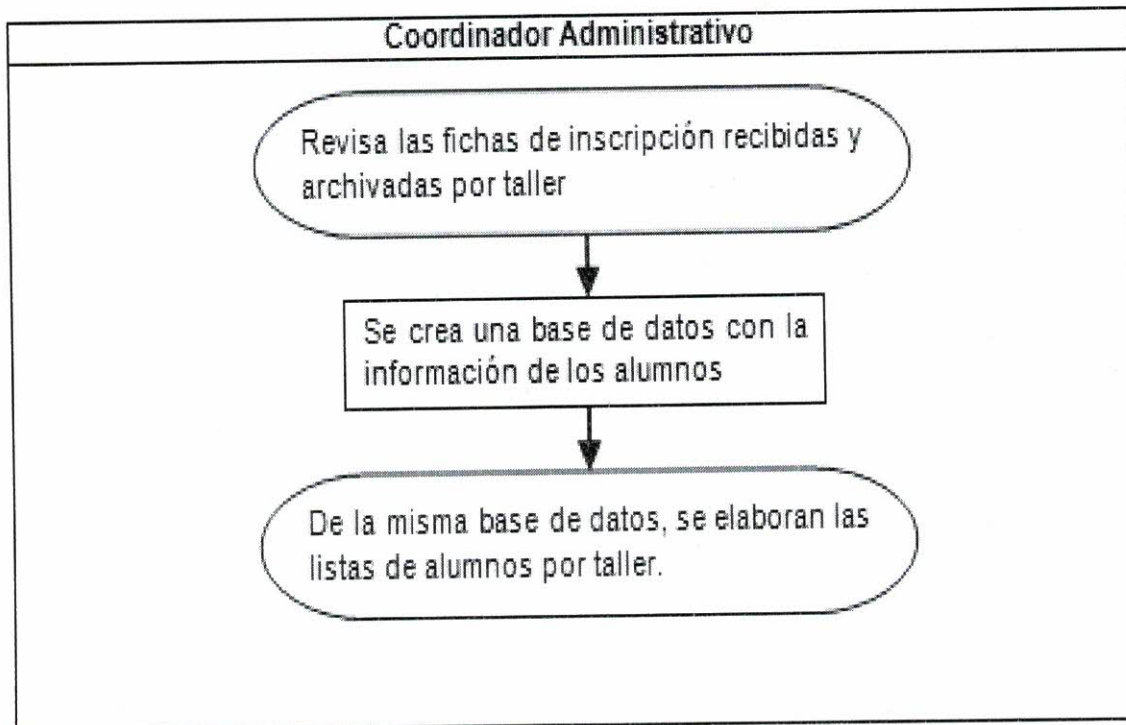 Coordinador Administrativo
Revisa las fichas de inscripción recibidas y
archivadas por taller
Se crea una base de datos con la
información de los alumnos
De la misma base de datos, se elaboran las
listas de alumnos por taller.